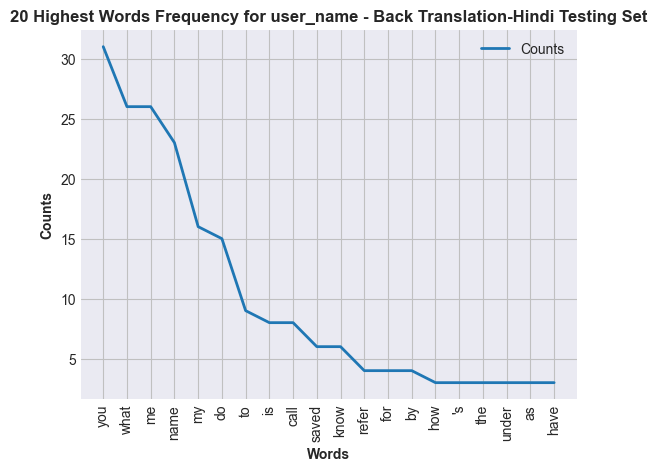 20 Highest Words Frequency for user_name - Back Translation-Hindi Testing Set
Counts
30
25
20
15
10
5
Counts
you
what
me
name
my
do
to
is
call
saved
know
refer
for
by
how
's
the
under
as
have
Words